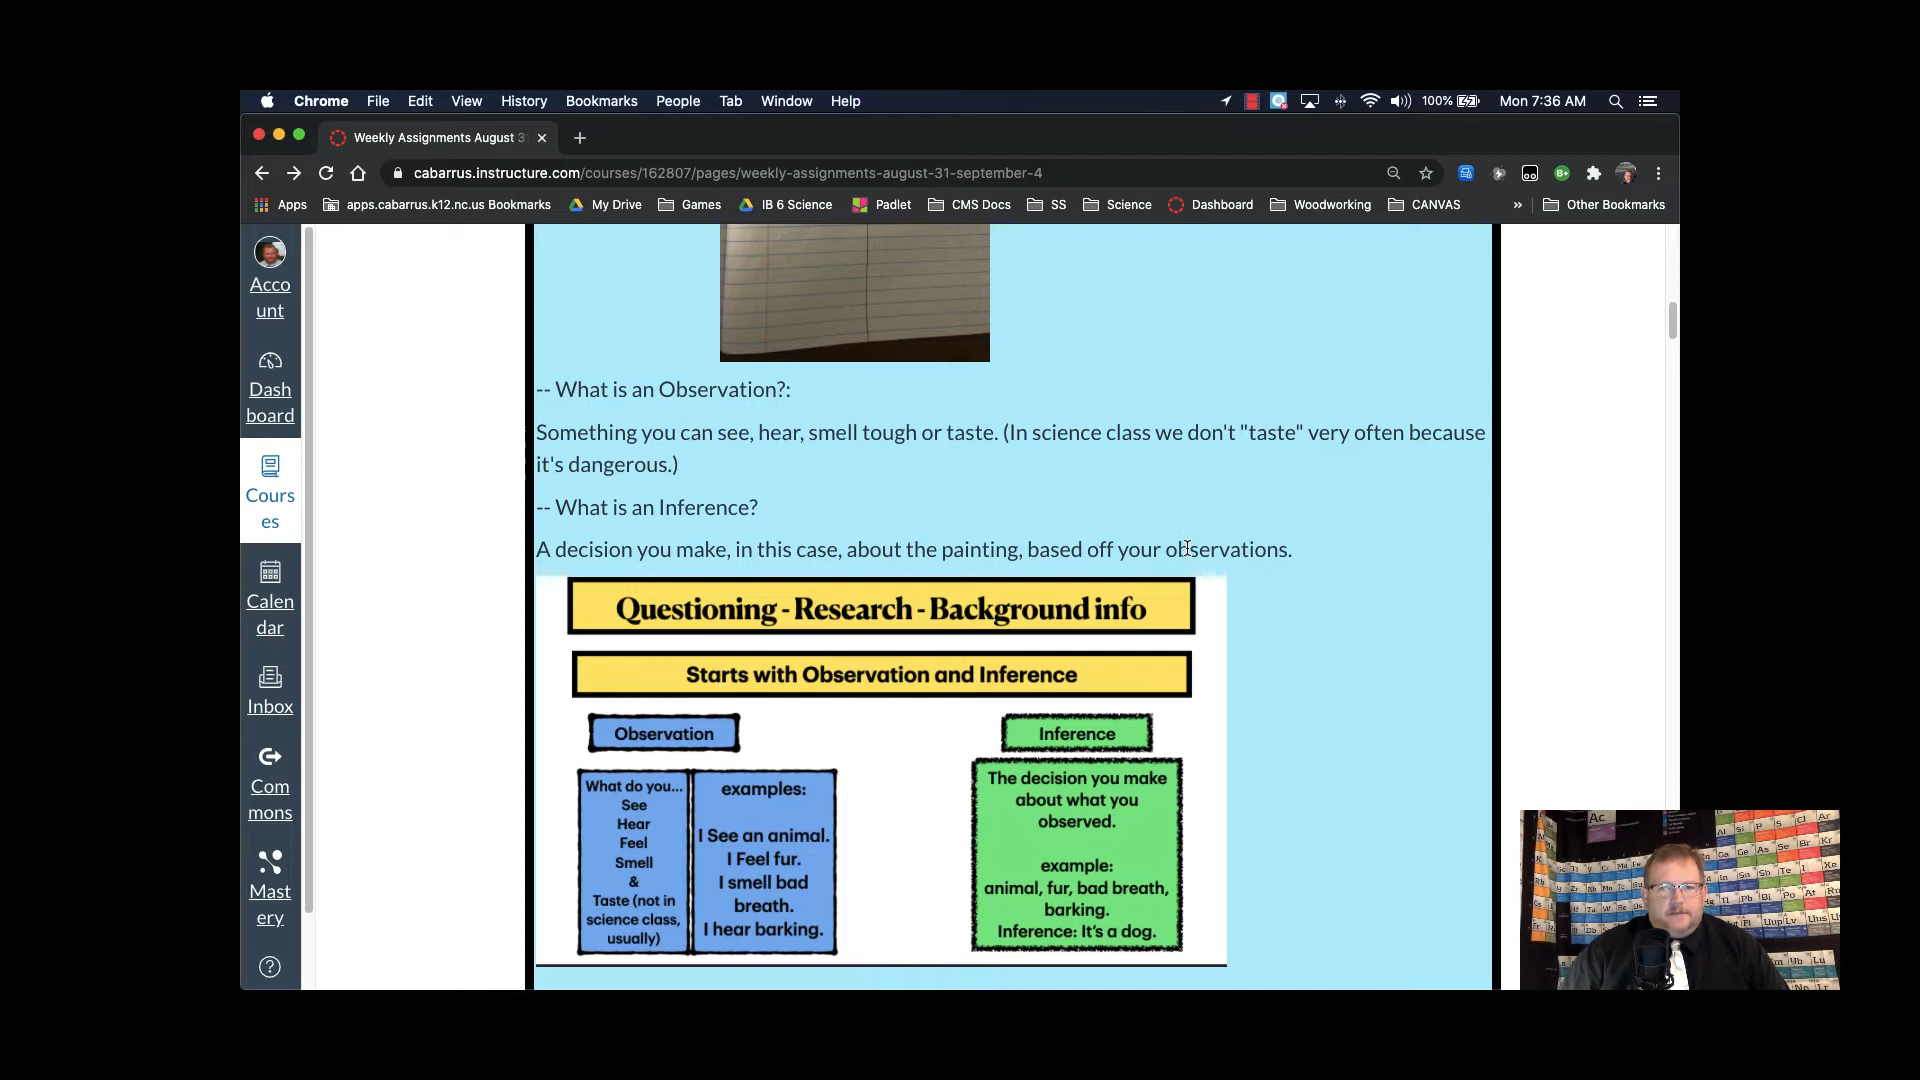 Chrome File Edit View History Bookmarks People Tab Window Help 100% Mon 7:36 AM
Weekly Assignments August 3
cabarrus.instructure.com/courses/162807/pages/weekly-assignments-august-31-september-4
Apps apps.cabarrus.k12.nc.us Bookmarks My Drive Games IB 6 Science Padlet CMS Docs SS Science Dashboard Woodworking CANVAS » Other Bookmarks
Acco
unt
Dash
board
Cours
es
Calen
dar
Inbox
Com
mons
Mast
ery
-- What is an Observation?:
Something you can see, hear, smell tough or taste. (In science class we don't "taste" very often because
it's dangerous.)
-- What is an Inference?
A decision you make, in this case, about the painting, based off your observations.
Questioning - Research - Background info
Starts with Observation and Inference
Observation
What do you...
See
Hear
Feel
Smell
&
Taste (not in
science class,
usually)
examples:
I See an animal.
I Feel fur.
I smell bad
breath.
I hear barking.
Inference
The decision you make
about what you
observed.
example:
animal, fur, bad breath,
barking.
Inference: It's a dog.
Ac